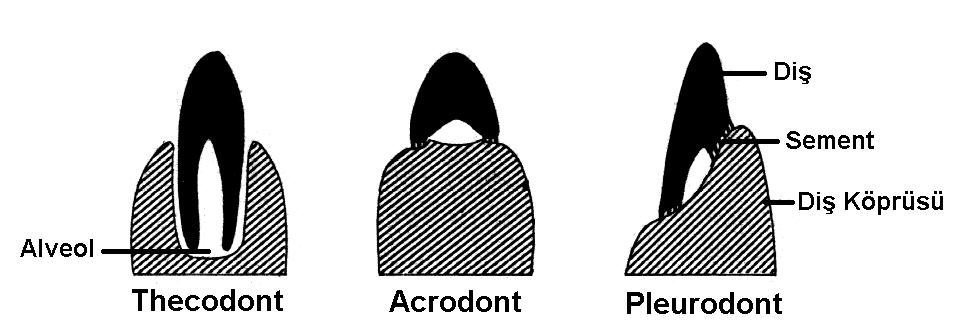 Diş
Sement
Diş Köprüsü
Alveol
Thecodont
Acrodont
Pleurodont